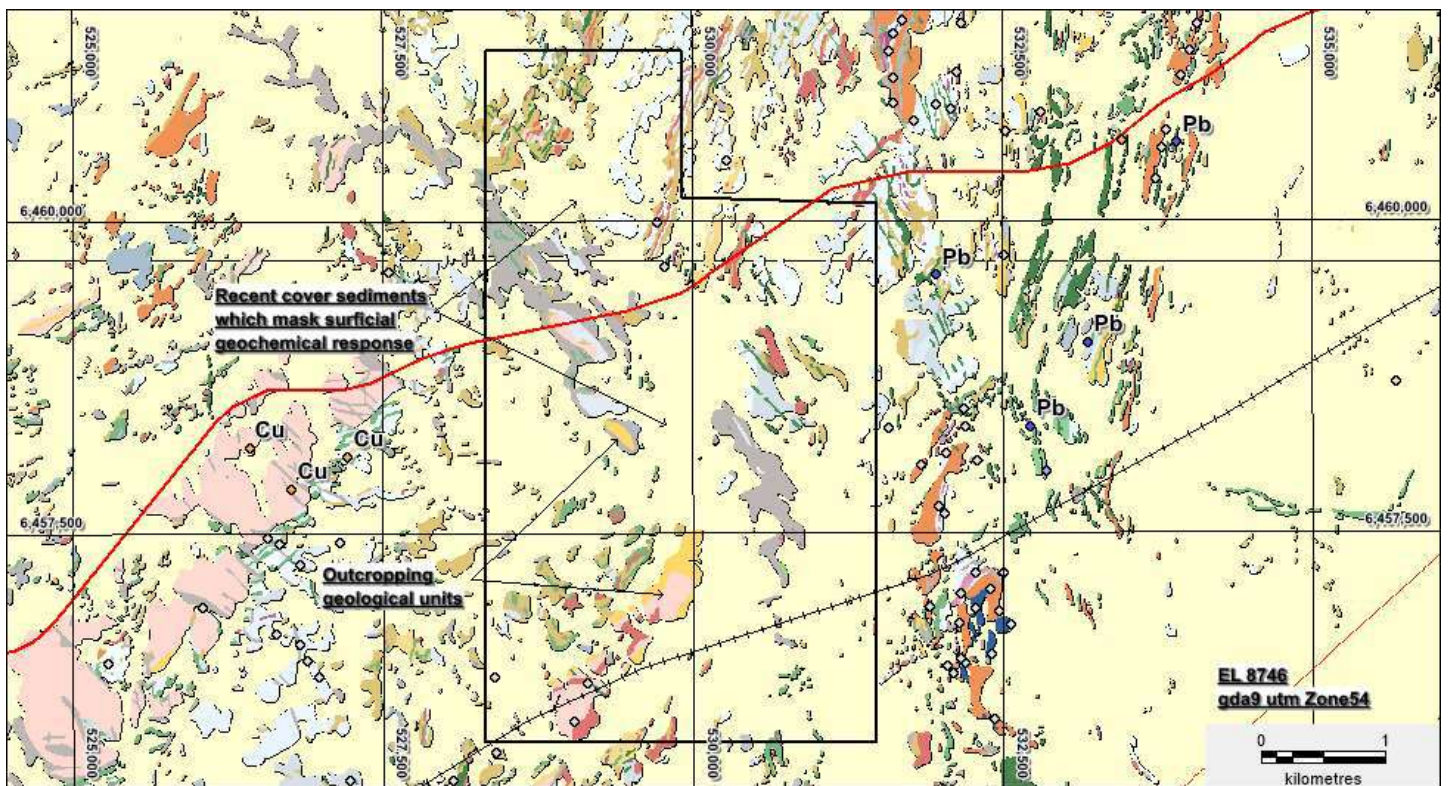 525,000
527,500
530,000
532,500
535,000
Pb
6,460,000
6,460,000
Pb
Recent cover sediments
which mask surficial
geochemical response
Pb
Cu
Cu
Pb
Cu
6,457,500
6,457,500
Outcropping
geological units
EL 8746
gda9 utm Zone54
525,000
527,500
530,000
532,500
0 1
kilometres